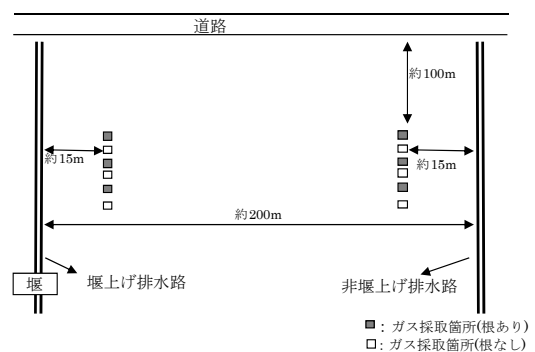 道路
約100m
約15m
約15m
約200m
堰
堰上げ排水路
非堰上げ排水路
：ガス採取箇所(根あり)
：ガス採取箇所(根なし)